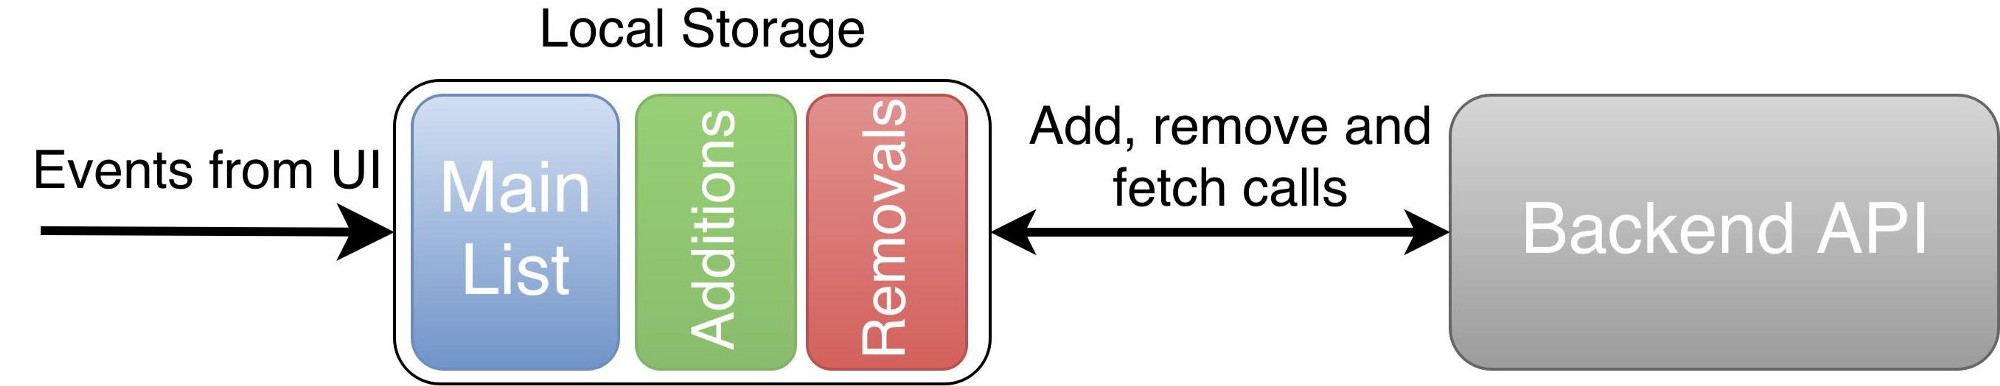 Local Storage
Events from UI
Main
List
Additions
Removals
Add, remove and
fetch calls
Backend API